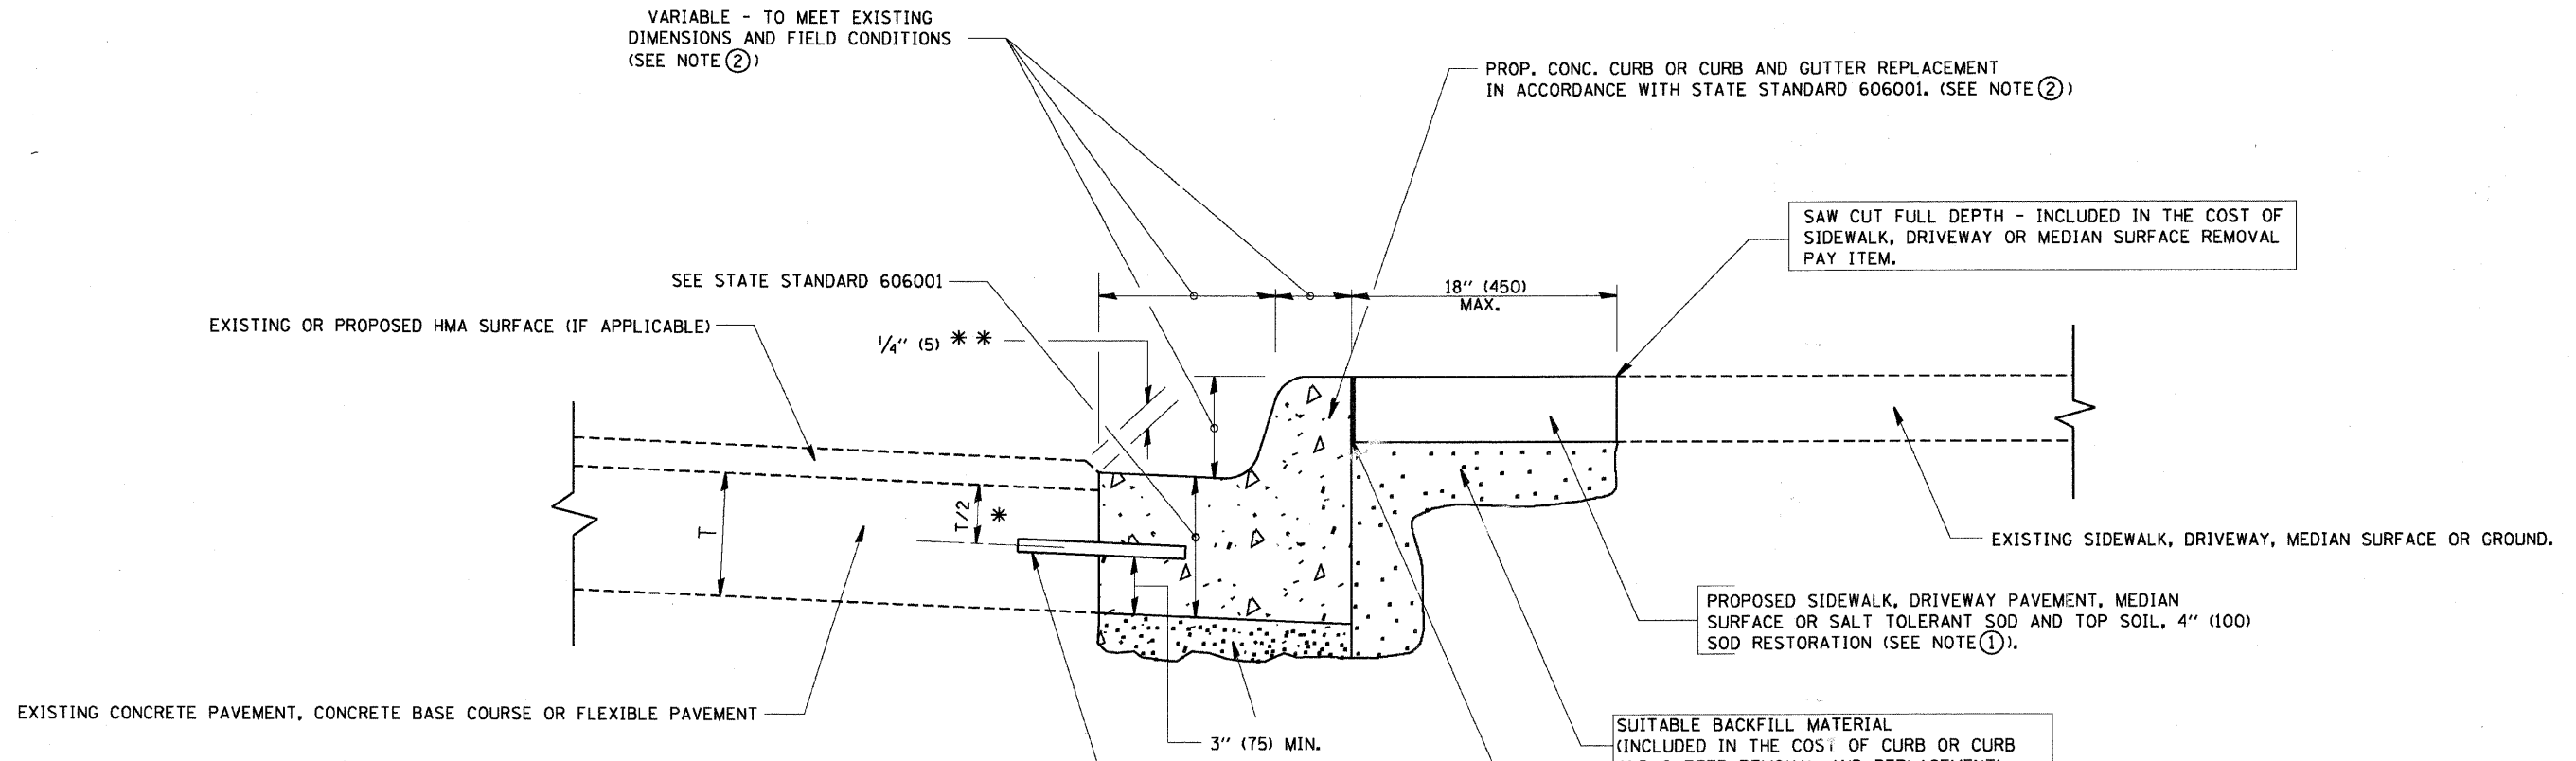 VARIABLE - TO MEET EXISTING
DIMENSIONS AND FIELD CONDITIONS
(SEE NOTE ②)
PROP. CONC. CURB OR CURB AND GUTTER REPLACEMENT
IN ACCORDANCE WITH STATE STANDARD 606001. (SEE NOTE ②)
SAW CUT FULL DEPTH - INCLUDED IN THE COST OF
SIDEWALK, DRIVEWAY OR MEDIAN SURFACE REMOVAL
PAY ITEM.
SEE STATE STANDARD 606001
18" (450)
MAX.
EXISTING OR PROPOSED HMA SURFACE (IF APPLICABLE)
1/4" (5) * *
T
T/2 *
EXISTING SIDEWALK, DRIVEWAY, MEDIAN SURFACE OR GROUND.
PROPOSED SIDEWALK, DRIVEWAY PAVEMENT, MEDIAN
SURFACE OR SALT TOLERANT SOD AND TOP SOIL, 4" (100)
SOD RESTORATION (SEE NOTE ①).
EXISTING CONCRETE PAVEMENT, CONCRETE BASE COURSE OR FLEXIBLE PAVEMENT
3" (75) MIN.
SUITABLE BACKFILL MATERIAL
(INCLUDED IN THE COST OF CURB OR CURB